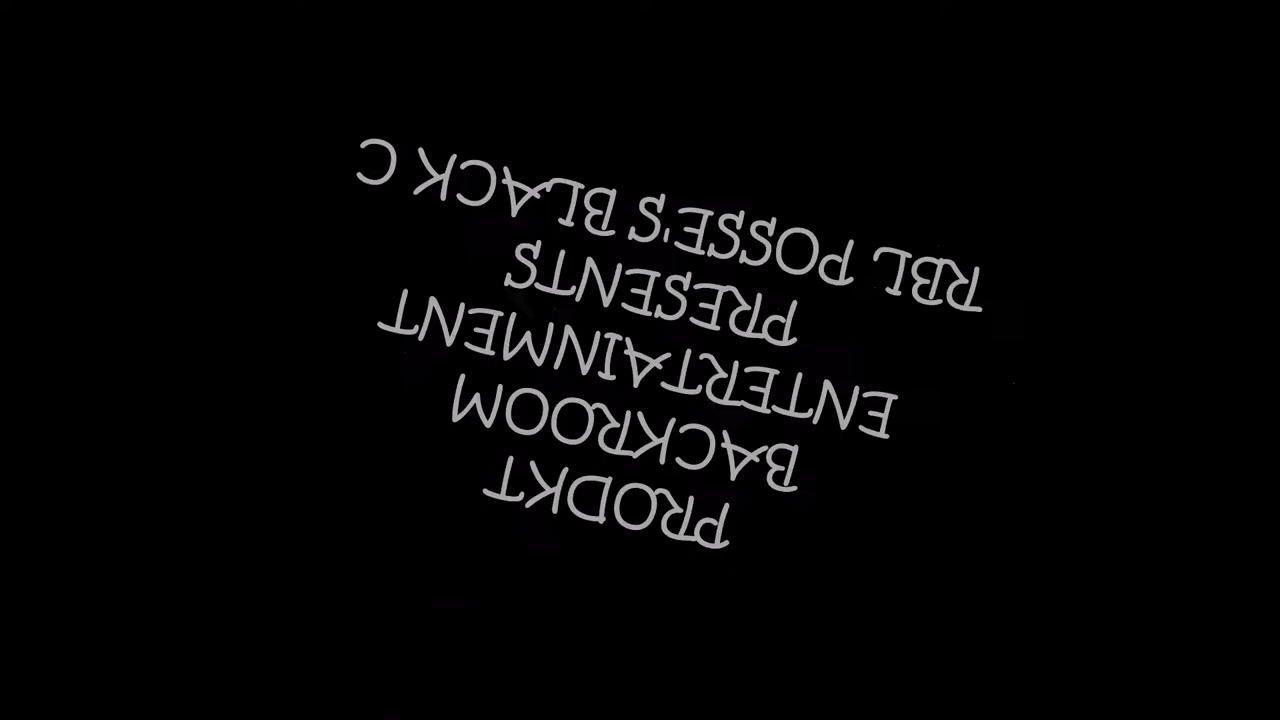 PRODKT
BACKROOM
ENTERTAINMENT
PRESENTS
RBL POSSE'S BLACK C